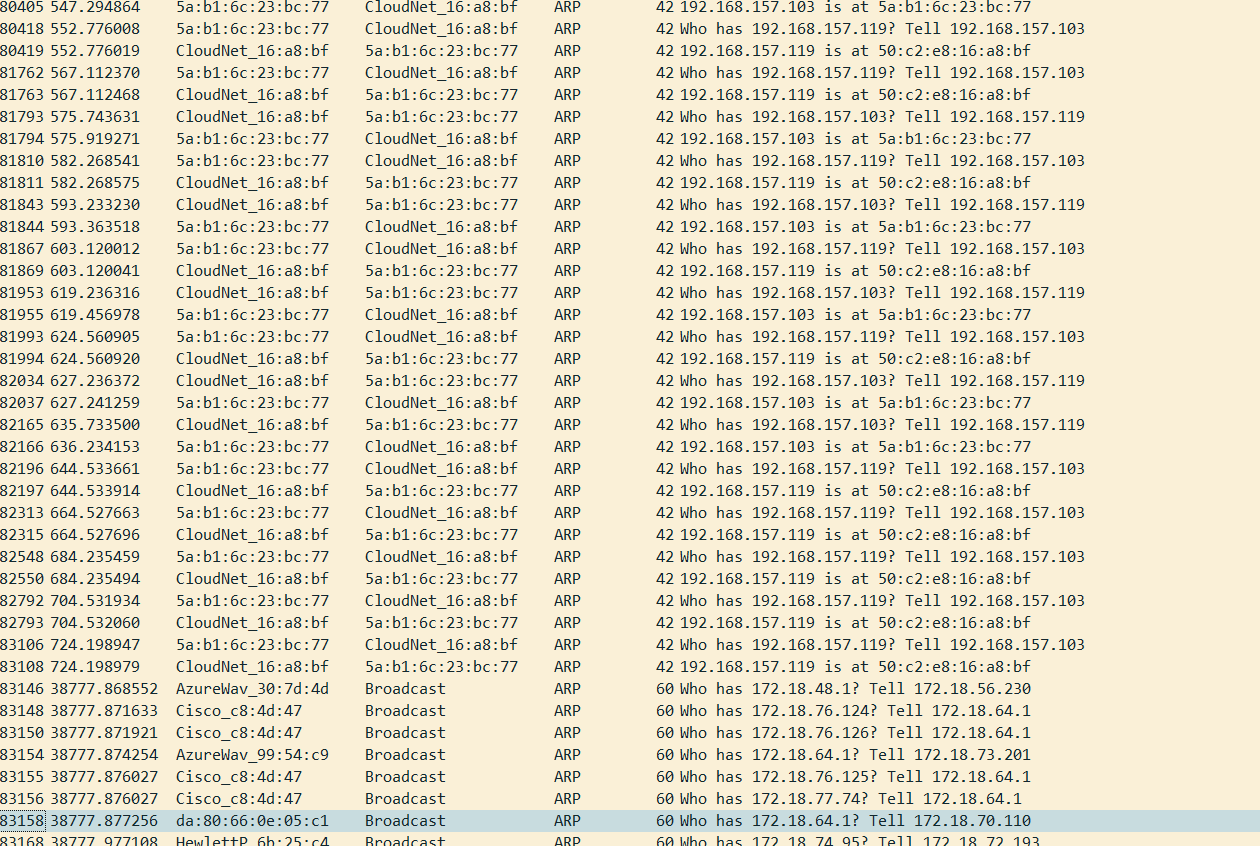 80405 547.294864 5a:b1:6c:23:bc:77 CloudNet_16:a8:bf ARP 42 192.168.157.103 is at 5a:b1:6c:23:bc:77
80418 552.776008 5a:b1:6c:23:bc:77 CloudNet_16:a8:bf ARP 42 Who has 192.168.157.119? Tell 192.168.157.103
80419 552.776019 CloudNet_16:a8:bf 5a:b1:6c:23:bc:77 ARP 42 192.168.157.119 is at 50:c2:e8:16:a8:bf
81762 567.112370 5a:b1:6c:23:bc:77 CloudNet_16:a8:bf ARP 42 Who has 192.168.157.119? Tell 192.168.157.103
81763 567.112468 CloudNet_16:a8:bf 5a:b1:6c:23:bc:77 ARP 42 192.168.157.119 is at 50:c2:e8:16:a8:bf
81793 575.743631 CloudNet_16:a8:bf 5a:b1:6c:23:bc:77 ARP 42 Who has 192.168.157.103? Tell 192.168.157.119
81794 575.919271 5a:b1:6c:23:bc:77 CloudNet_16:a8:bf ARP 42 192.168.157.103 is at 5a:b1:6c:23:bc:77
81810 582.268541 5a:b1:6c:23:bc:77 CloudNet_16:a8:bf ARP 42 Who has 192.168.157.119? Tell 192.168.157.103
81811 582.268575 CloudNet_16:a8:bf 5a:b1:6c:23:bc:77 ARP 42 192.168.157.119 is at 50:c2:e8:16:a8:bf
81843 593.233230 CloudNet_16:a8:bf 5a:b1:6c:23:bc:77 ARP 42 Who has 192.168.157.103? Tell 192.168.157.119
81844 593.363518 5a:b1:6c:23:bc:77 CloudNet_16:a8:bf ARP 42 192.168.157.103 is at 5a:b1:6c:23:bc:77
81867 603.120012 5a:b1:6c:23:bc:77 CloudNet_16:a8:bf ARP 42 Who has 192.168.157.119? Tell 192.168.157.103
81869 603.120041 CloudNet_16:a8:bf 5a:b1:6c:23:bc:77 ARP 42 192.168.157.119 is at 50:c2:e8:16:a8:bf
81953 619.236316 CloudNet_16:a8:bf 5a:b1:6c:23:bc:77 ARP 42 Who has 192.168.157.103? Tell 192.168.157.119
81955 619.456978 5a:b1:6c:23:bc:77 CloudNet_16:a8:bf ARP 42 192.168.157.103 is at 5a:b1:6c:23:bc:77
81993 624.560905 5a:b1:6c:23:bc:77 CloudNet_16:a8:bf ARP 42 Who has 192.168.157.119? Tell 192.168.157.103
81994 624.560920 CloudNet_16:a8:bf 5a:b1:6c:23:bc:77 ARP 42 192.168.157.119 is at 50:c2:e8:16:a8:bf
82034 627.236372 CloudNet_16:a8:bf 5a:b1:6c:23:bc:77 ARP 42 Who has 192.168.157.103? Tell 192.168.157.119
82037 627.241259 5a:b1:6c:23:bc:77 CloudNet_16:a8:bf ARP 42 192.168.157.103 is at 5a:b1:6c:23:bc:77
82165 635.733500 CloudNet_16:a8:bf 5a:b1:6c:23:bc:77 ARP 42 Who has 192.168.157.103? Tell 192.168.157.119
82166 636.234153 5a:b1:6c:23:bc:77 CloudNet_16:a8:bf ARP 42 192.168.157.103 is at 5a:b1:6c:23:bc:77
82196 644.533661 5a:b1:6c:23:bc:77 CloudNet_16:a8:bf ARP 42 Who has 192.168.157.119? Tell 192.168.157.103
82197 644.533914 CloudNet_16:a8:bf 5a:b1:6c:23:bc:77 ARP 42 192.168.157.119 is at 50:c2:e8:16:a8:bf
82313 664.527663 5a:b1:6c:23:bc:77 CloudNet_16:a8:bf ARP 42 Who has 192.168.157.119? Tell 192.168.157.103
82315 664.527696 CloudNet_16:a8:bf 5a:b1:6c:23:bc:77 ARP 42 192.168.157.119 is at 50:c2:e8:16:a8:bf
82548 684.235459 5a:b1:6c:23:bc:77 CloudNet_16:a8:bf ARP 42 Who has 192.168.157.119? Tell 192.168.157.103
82550 684.235494 CloudNet_16:a8:bf 5a:b1:6c:23:bc:77 ARP 42 192.168.157.119 is at 50:c2:e8:16:a8:bf
82792 704.531934 5a:b1:6c:23:bc:77 CloudNet_16:a8:bf ARP 42 Who has 192.168.157.119? Tell 192.168.157.103
82793 704.532060 CloudNet_16:a8:bf 5a:b1:6c:23:bc:77 ARP 42 192.168.157.119 is at 50:c2:e8:16:a8:bf
83106 724.198947 5a:b1:6c:23:bc:77 CloudNet_16:a8:bf ARP 42 Who has 192.168.157.119? Tell 192.168.157.103
83108 724.198979 CloudNet_16:a8:bf 5a:b1:6c:23:bc:77 ARP 42 192.168.157.119 is at 50:c2:e8:16:a8:bf
83146 38777.868552 AzureWav_30:7d:4d Broadcast ARP 60 Who has 172.18.48.1? Tell 172.18.56.230
83148 38777.871633 Cisco_c8:4d:47 Broadcast ARP 60 Who has 172.18.76.124? Tell 172.18.64.1
83150 38777.871921 Cisco_c8:4d:47 Broadcast ARP 60 Who has 172.18.76.126? Tell 172.18.64.1
83154 38777.874254 AzureWav_99:54:c9 Broadcast ARP 60 Who has 172.18.64.1? Tell 172.18.73.201
83155 38777.876027 Cisco_c8:4d:47 Broadcast ARP 60 Who has 172.18.76.125? Tell 172.18.64.1
83156 38777.876027 Cisco_c8:4d:47 Broadcast ARP 60 Who has 172.18.77.74? Tell 172.18.64.1
83158 38777.877256 da:80:66:0e:05:c1 Broadcast ARP 60 Who has 172.18.64.1? Tell 172.18.70.110
83168 38777.977108 HewlettP_6b:25:c4 Broadcast ARP 60 Who has 172.18.74.95? Tell 172.18.72.193